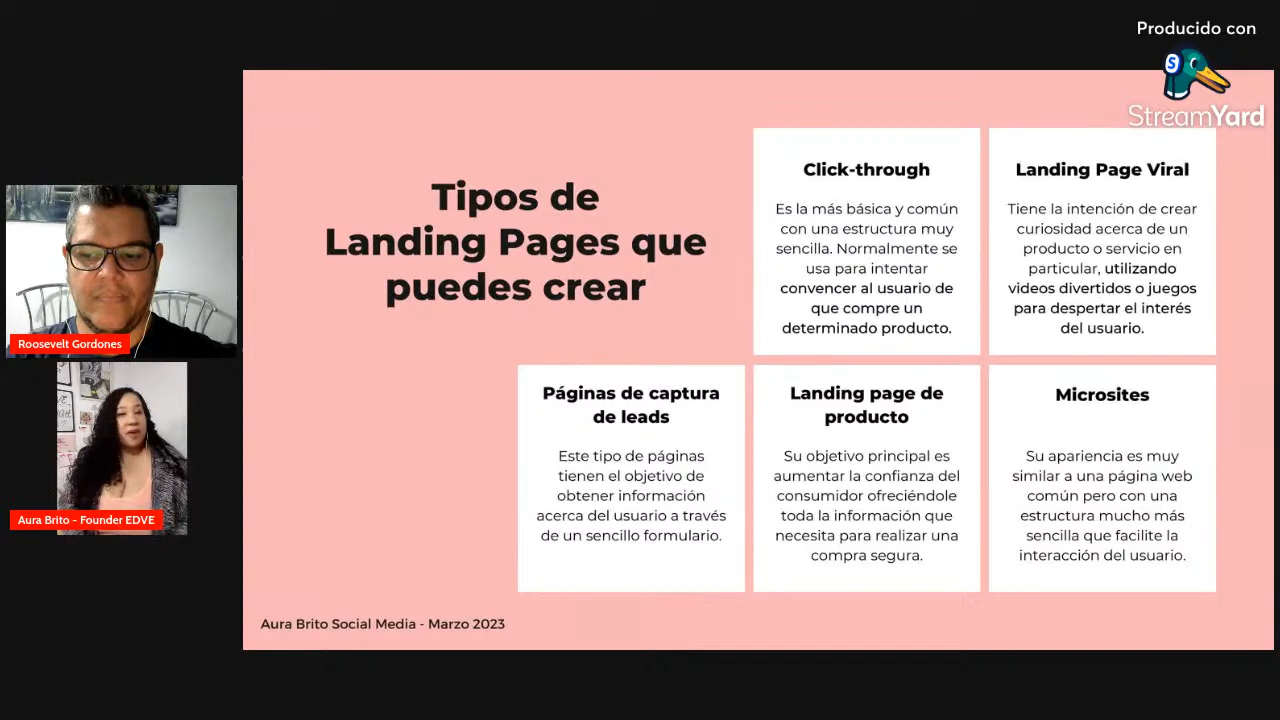 Producido con
StreamYard
Tipos de
Landing Pages que
puedes crear
Click-through
Es la más básica y común
con una estructura muy
sencilla. Normalmente se
usa para intentar
convencer al usuario de
que compre un
determinado producto.
Landing Page Viral
Tiene la intención de crear
curiosidad acerca de un
producto o servicio en
particular, utilizando
videos divertidos o juegos
para despertar el interés
del usuario.
Páginas de captura
de leads
Este tipo de páginas
tienen el objetivo de
obtener información
acerca del usuario a través
de un sencillo formulario.
Landing page de
producto
Su objetivo principal es
aumentar la confianza del
consumidor ofreciéndole
toda la información que
necesita para realizar una
compra segura.
Microsites
Su apariencia es muy
similar a una página web
común pero con una
estructura mucho más
sencilla que facilite la
interacción del usuario.
Roosevelt Gordones
Aura Brito - Founder EDVE
Aura Brito Social Media - Marzo 2023